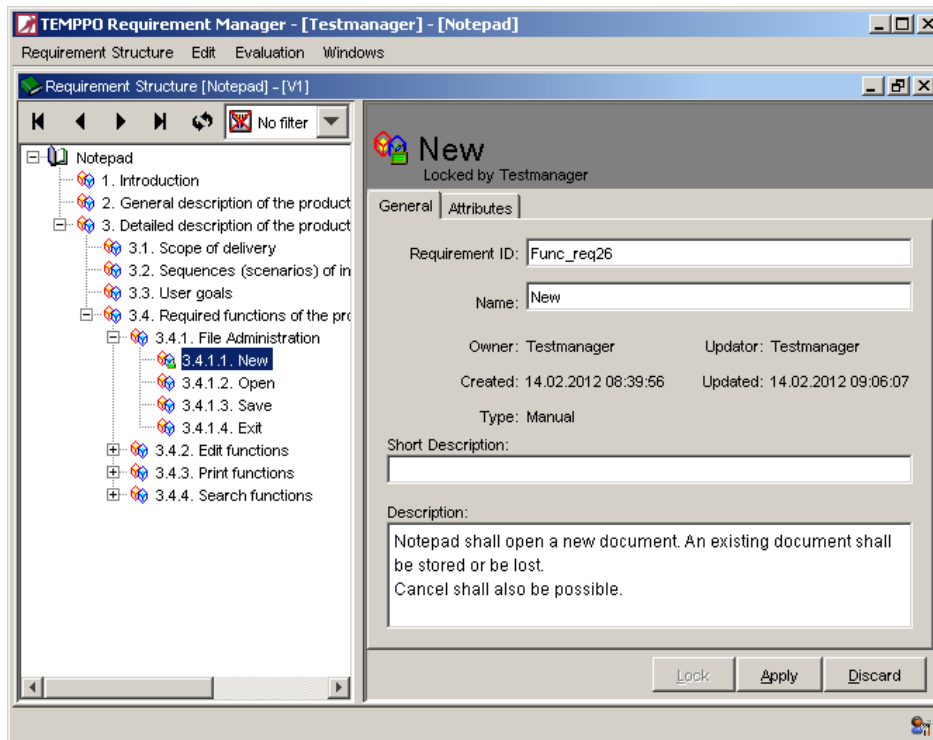 TEMPPO Requirement Manager - [Testmanager] - [Notepad]
Requirement Structure Edit Evaluation Windows
Requirement Structure [Notepad] - [V1]
No filter
Notepad
1. Introduction
2. General description of the product
3. Detailed description of the product
3.1. Scope of delivery
3.2. Sequences (scenarios) of in
3.3. User goals
3.4. Required functions of the pro
3.4.1. File Administration
3.4.1.1. New
3.4.1.2. Open
3.4.1.3. Save
3.4.1.4. Exit
3.4.2. Edit functions
3.4.3. Print functions
3.4.4. Search functions
New
Locked by Testmanager
General Attributes
Requirement ID: Func_req26
Name: New
Owner: Testmanager Updator: Testmanager
Created: 14.02.2012 08:39:56 Updated: 14.02.2012 09:06:07
Type: Manual
Short Description:
Description:
Notepad shall open a new document. An existing document shall
be stored or be lost.
Cancel shall also be possible.
Lock Apply Discard